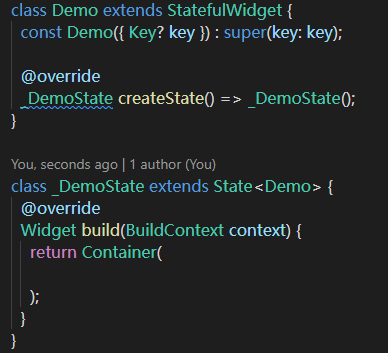 class Demo extends StatefulWidget {
  const Demo({ Key? key }) : super(key: key);

  @override
  _DemoState createState() => _DemoState();
}

You, seconds ago | 1 author (You)
class _DemoState extends State<Demo> {
  @override
  Widget build(BuildContext context) {
    return Container(

    );
  }
}